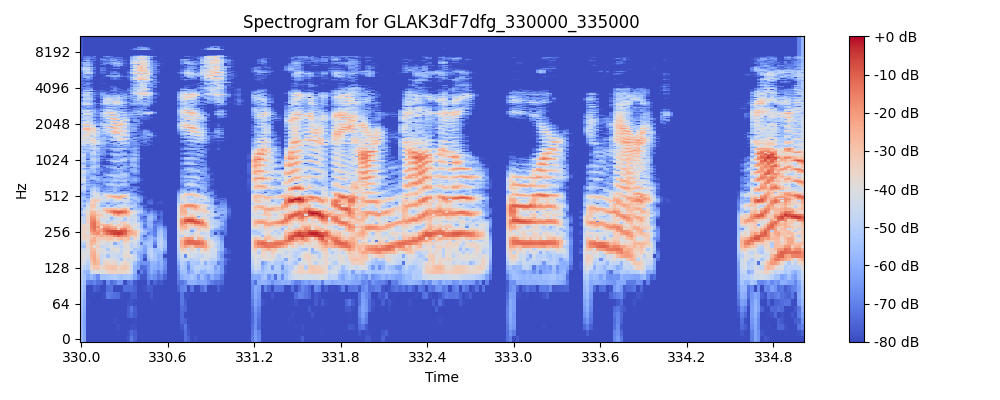 Spectrogram for GLAK3dF7dfg_330000_335000
8192
4096
2048
1024
512
256
128
64
0
Hz
330.0 330.6 331.2 331.8 332.4 333.0 333.6 334.2 334.8
Time
+0 dB
-10 dB
-20 dB
-30 dB
-40 dB
-50 dB
-60 dB
-70 dB
-80 dB